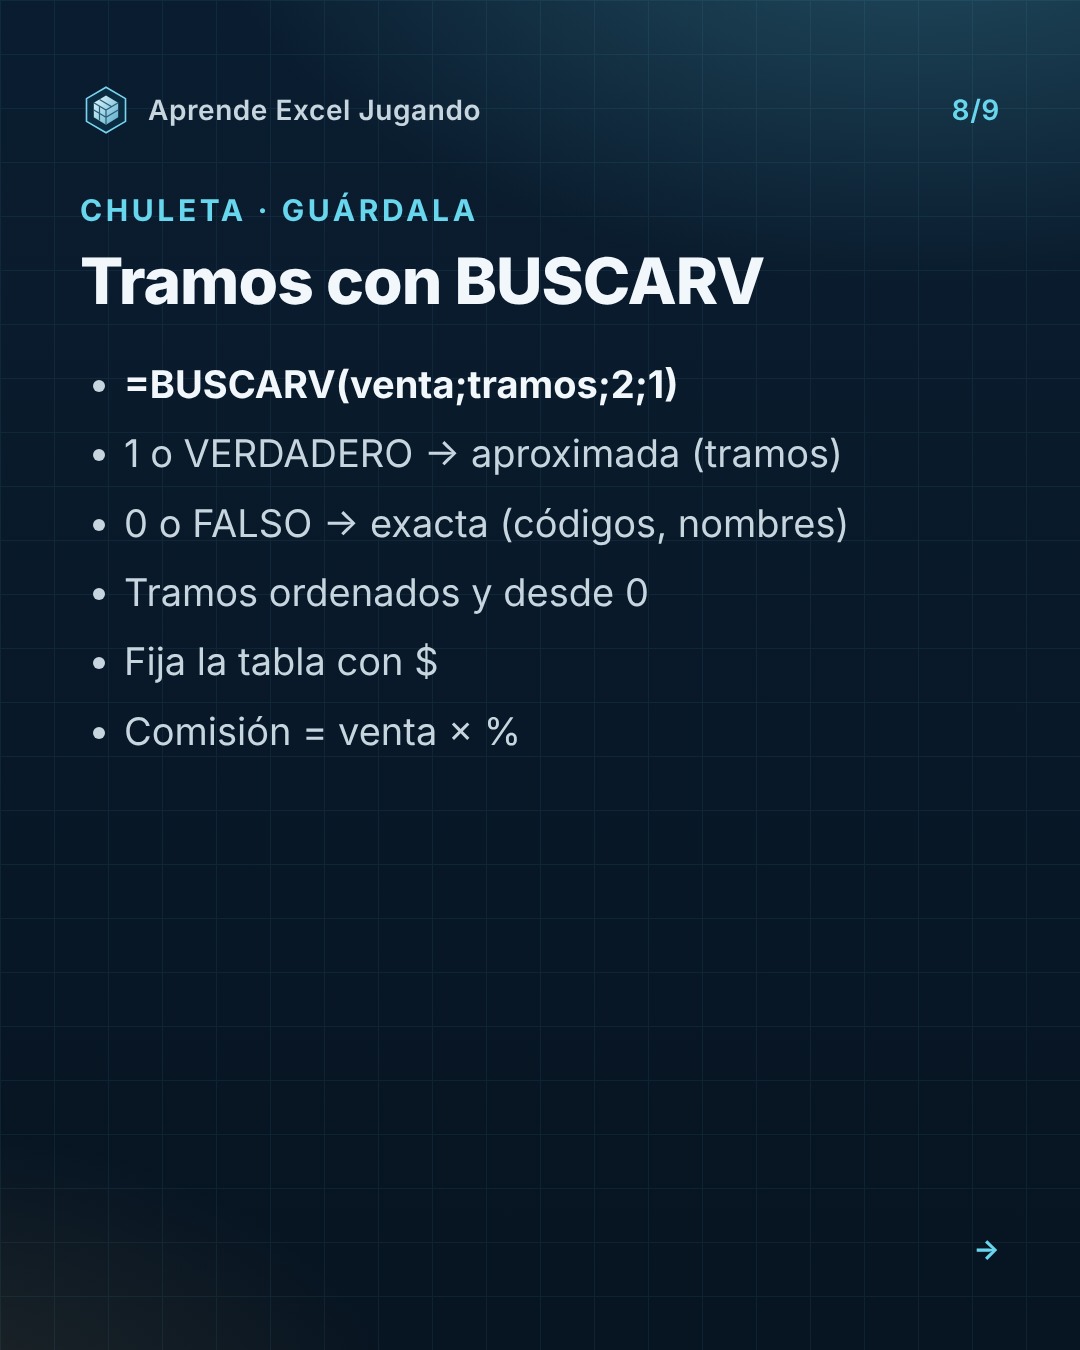 Aprende Excel Jugando
8/9
CHULETA · GUÁRDALA
Tramos con BUSCARV
• =BUSCARV(venta;tramos;2;1)
• 1 o VERDADERO → aproximada (tramos)
• 0 o FALSO → exacta (códigos, nombres)
• Tramos ordenados y desde 0
• Fija la tabla con $
• Comisión = venta × %
→